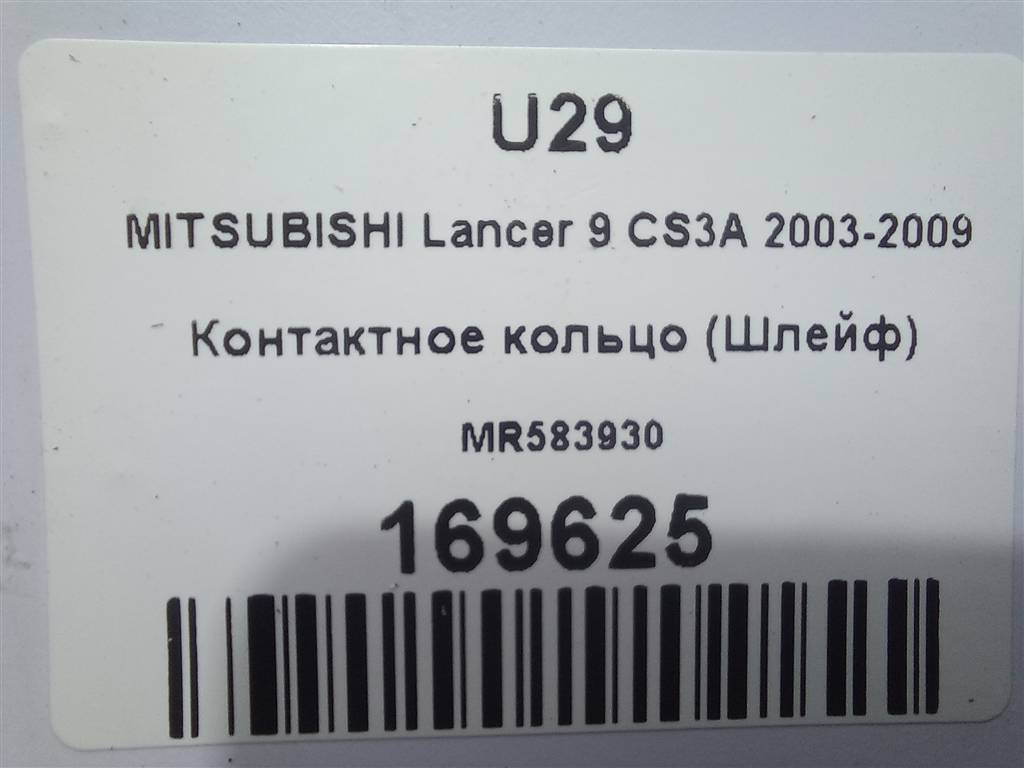 U29
MITSUBISHI Lancer 9 CS3A 2003-2009
Контактное кольцо (Шлейф)
MR583930
169625